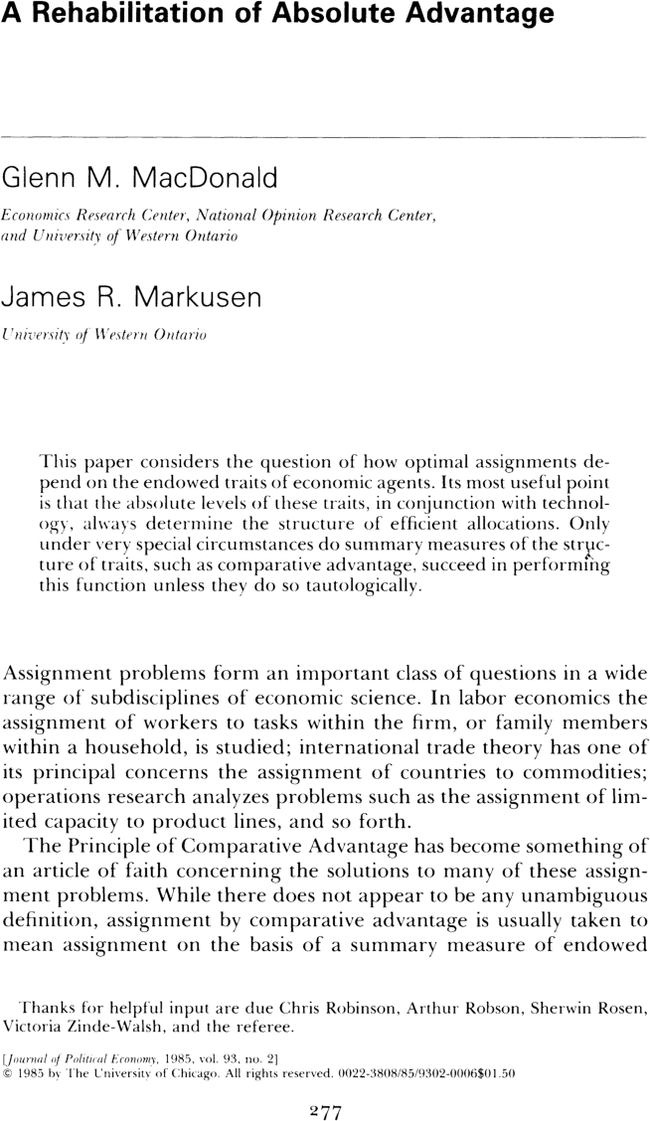 A Rehabilitation of Absolute Advantage
Glenn M. MacDonald
Economics Research Center, National Opinion Research Center,
and University of Western Ontario
James R. Markusen
University of Western Ontario
This paper considers the question of how optimal assignments de-
pend on the endowed traits of economic agents. Its most useful point
is that the absolute levels of these traits, in conjunction with technol-
ogy, always determine the structure of efficient allocations. Only
under very special circumstances do summary measures of the struc-
ture of traits, such as comparative advantage, succeed in performing
this function unless they do so tautologically.
Assignment problems form an important class of questions in a wide
range of subdisciplines of economic science. In labor economics the
assignment of workers to tasks within the firm, or family members
within a household, is studied; international trade theory has one of
its principal concerns the assignment of countries to commodities;
operations research analyzes problems such as the assignment of lim-
ited capacity to product lines, and so forth.
The Principle of Comparative Advantage has become something of
an article of faith concerning the solutions to many of these assign-
ment problems. While there does not appear to be any unambiguous
definition, assignment by comparative advantage is usually taken to
mean assignment on the basis of a summary measure of endowed
Thanks for helpful input are due Chris Robinson, Arthur Robson, Sherwin Rosen,
Victoria Zinde-Walsh, and the referee.
[Journal of Political Economy, 1985, vol. 93, no. 2]
© 1985 by The University of Chicago. All rights reserved. 0022-3808/85/9302-0006$01.50
277